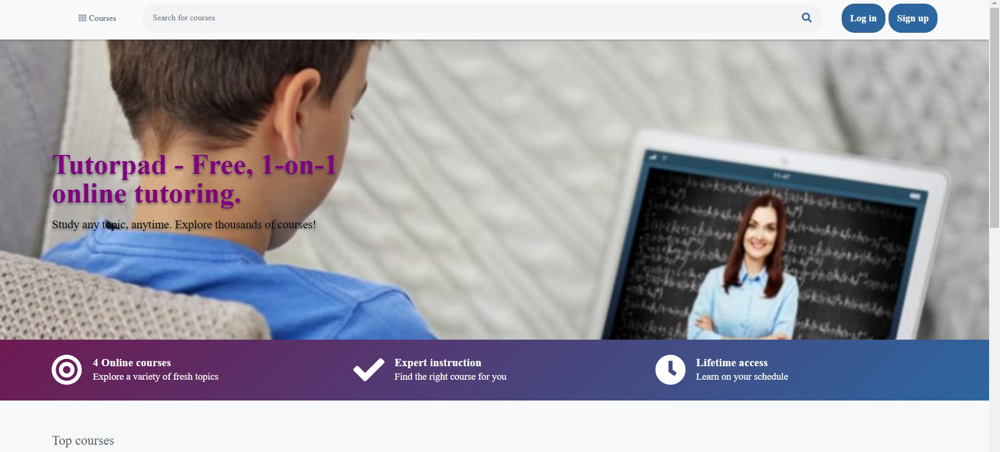 Courses
Search for courses
Log in
Sign up
11:47
Tutorpad - Free, 1-on-1
online tutoring.
Study any topic, anytime. Explore thousands of courses!
4 Online courses
Explore a variety of fresh topics
Expert instruction
Find the right course for you
Lifetime access
Learn on your schedule
Top courses